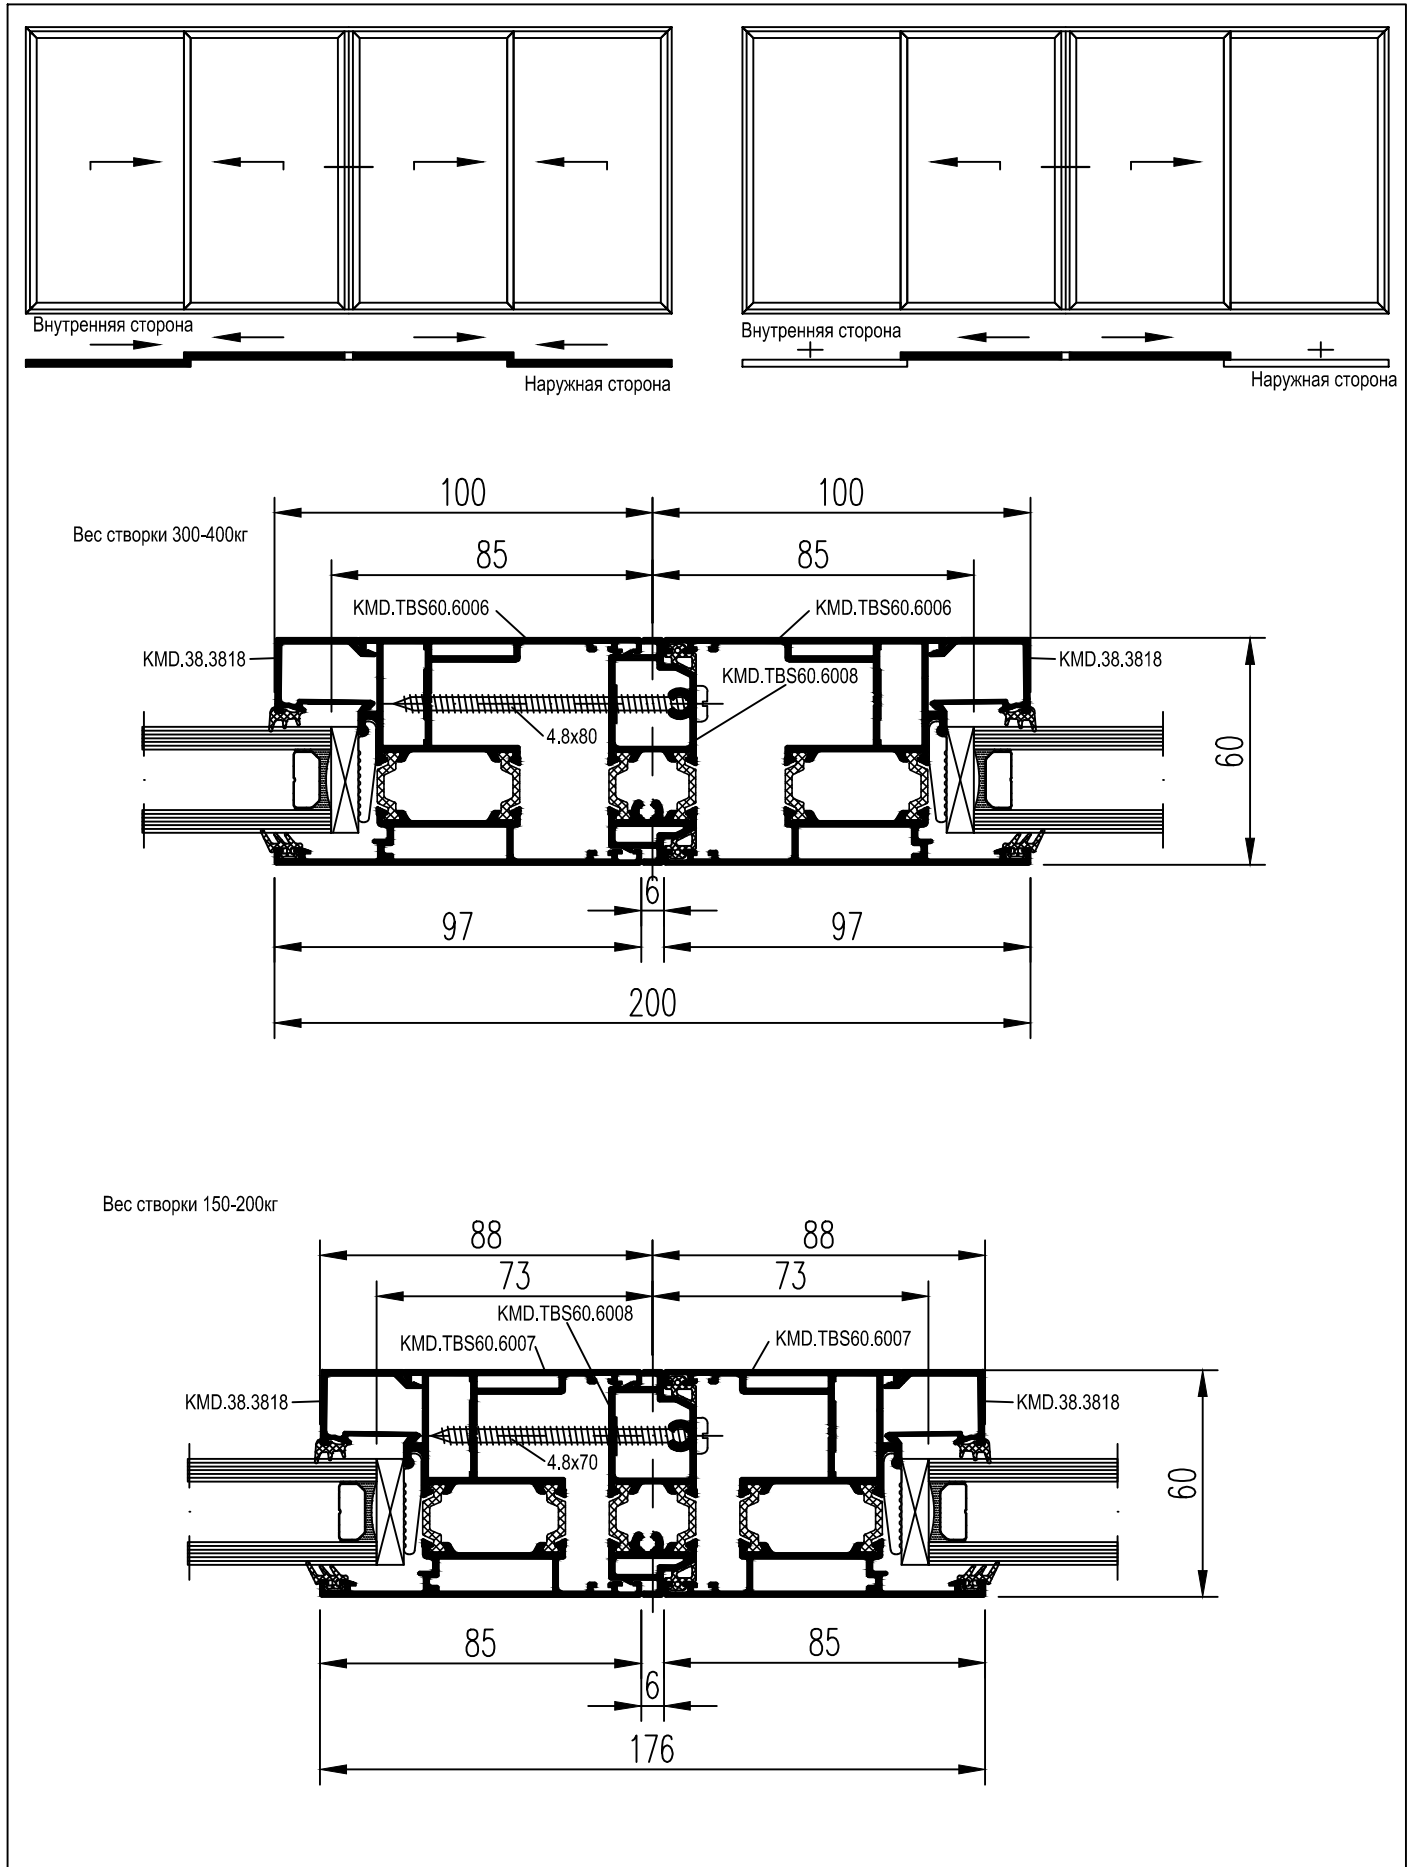 Внутренняя сторона
Наружная сторона
Внутренняя сторона
Наружная сторона
Вес створки 300-400кг
100
100
85
85
KMD.TBS60.6006
KMD.TBS60.6006
KMD.38.3818
KMD.TBS60.6008
KMD.38.3818
4.8x80
60
6
97
97
200
Вес створки 150-200кг
88
88
73
73
KMD.TBS60.6008
KMD.TBS60.6007
KMD.TBS60.6007
KMD.38.3818
KMD.38.3818
4.8x70
60
85
85
6
176